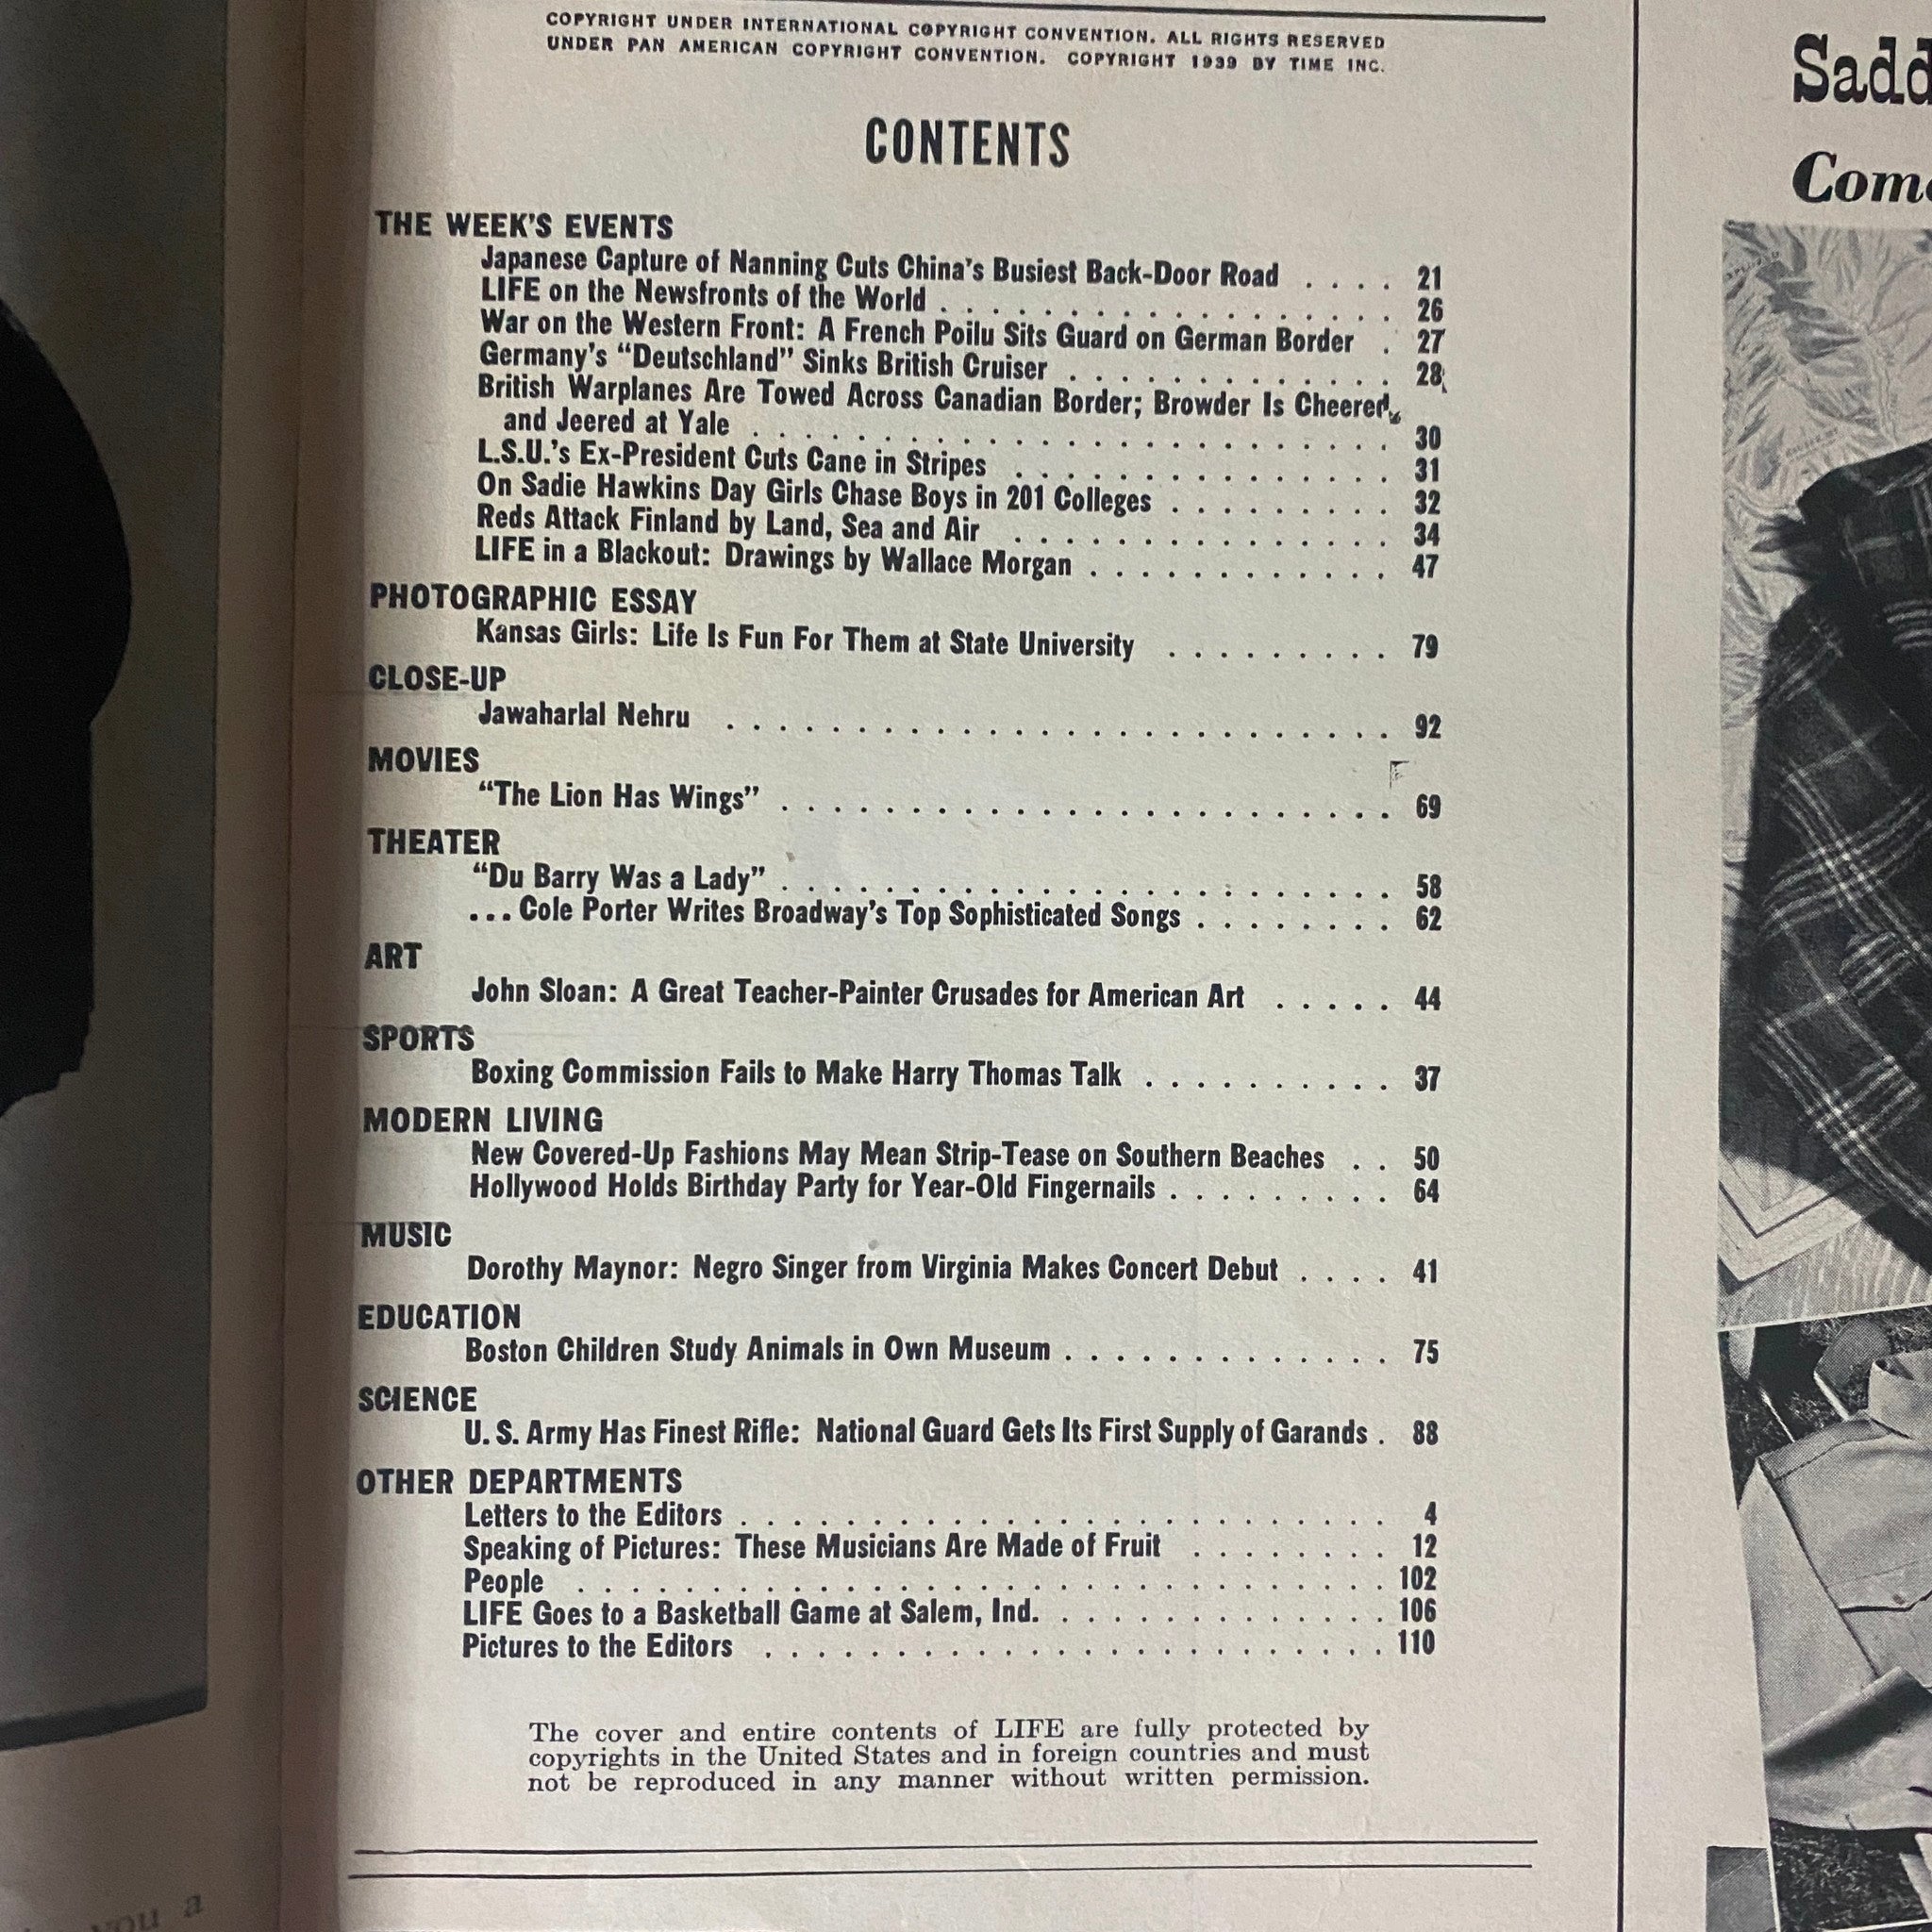 COPYRIGHT UNDER INTERNATIONAL COPYRIGHT CONVENTION. ALL RIGHTS RESERVED
UNDER PAN AMERICAN COPYRIGHT CONVENTION. COPYRIGHT 1939 BY TIME INC.
CONTENTS
THE WEEK'S EVENTS
Japanese Capture of Nanning Cuts China's Busiest Back-Door Road . . . . 21
LIFE on the Newsfronts of the World . . . . . . . . . . . . . . . . . . 26
War on the Western Front: A French Poilu Sits Guard on German Border . 27
Germany's “Deutschland” Sinks British Cruiser . . . . . . . . . . . . . 28
British Warplanes Are Towed Across Canadian Border; Browder Is Cheered
and Jeered at Yale . . . . . . . . . . . . . . . . . . . . . . . . . 30
L.S.U.'s Ex-President Cuts Cane in Stripes . . . . . . . . . . . . . . . 31
On Sadie Hawkins Day Girls Chase Boys in 201 Colleges . . . . . . . . . 32
Reds Attack Finland by Land, Sea and Air . . . . . . . . . . . . . . . 34
LIFE in a Blackout: Drawings by Wallace Morgan . . . . . . . . . . . . 47
PHOTOGRAPHIC ESSAY
Kansas Girls: Life Is Fun For Them at State University . . . . . . . . . 79
CLOSE-UP
Jawaharlal Nehru . . . . . . . . . . . . . . . . . . . . . . . . . . 92
MOVIES
“The Lion Has Wings” . . . . . . . . . . . . . . . . . . . . . . . . 69
THEATER
“Du Barry Was a Lady” . . . . . . . . . . . . . . . . . . . . . . . . 58
... Cole Porter Writes Broadway's Top Sophisticated Songs . . . . . . . . 62
ART
John Sloan: A Great Teacher-Painter Crusades for American Art . . . . . 44
SPORTS
Boxing Commission Fails to Make Harry Thomas Talk . . . . . . . . . . 37
MODERN LIVING
New Covered-Up Fashions May Mean Strip-Tease on Southern Beaches . . 50
Hollywood Holds Birthday Party for Year-Old Fingernails . . . . . . . . . 64
MUSIC
Dorothy Maynor: Negro Singer from Virginia Makes Concert Debut . . . . 41
EDUCATION
Boston Children Study Animals in Own Museum . . . . . . . . . . . . . 75
SCIENCE
U. S. Army Has Finest Rifle: National Guard Gets Its First Supply of Garands . 88
OTHER DEPARTMENTS
Letters to the Editors . . . . . . . . . . . . . . . . . . . . . . . . . 4
Speaking of Pictures: These Musicians Are Made of Fruit . . . . . . . . 12
People . . . . . . . . . . . . . . . . . . . . . . . . . . . . . . . 102
LIFE Goes to a Basketball Game at Salem, Ind. . . . . . . . . . . . . . 106
Pictures to the Editors . . . . . . . . . . . . . . . . . . . . . . . . 110
The cover and entire contents of LIFE are fully protected by
copyrights in the United States and in foreign countries and must
not be reproduced in any manner without written permission.
Sadd
Com
you a